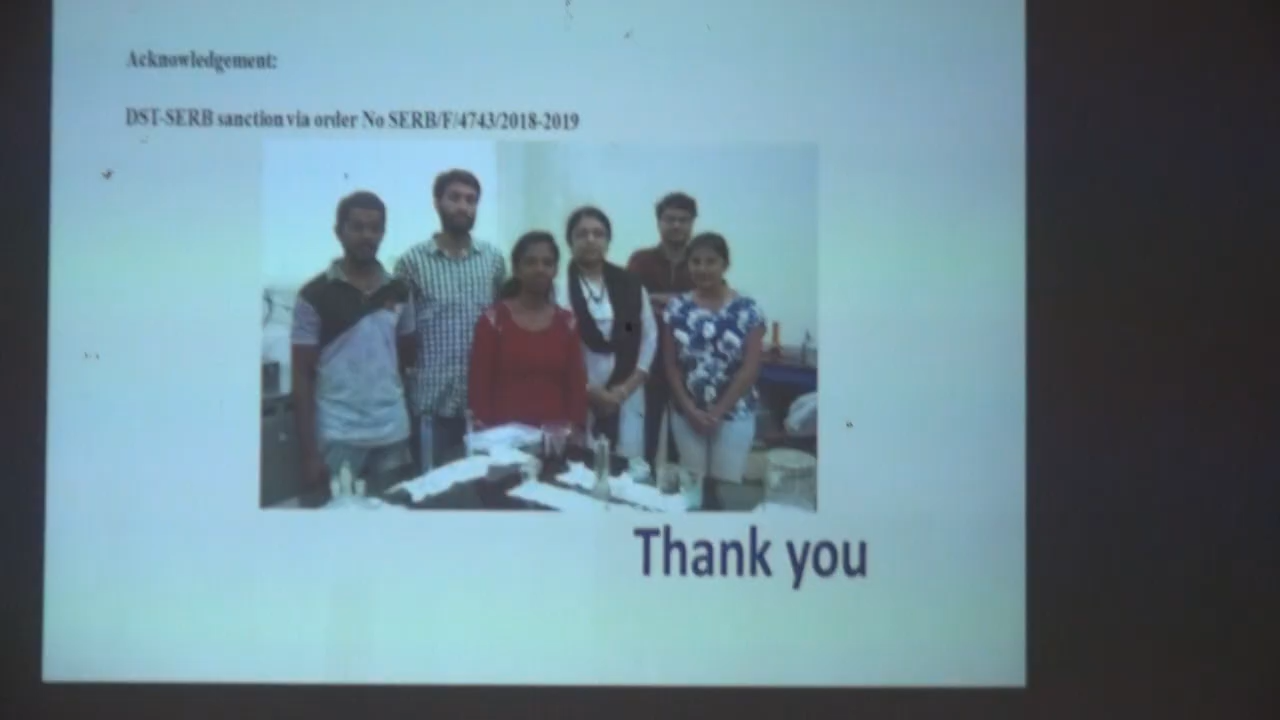 Acknowledgement:
DST-SERB sanction via order No SERB/F/4743/2018-2019
Thank you